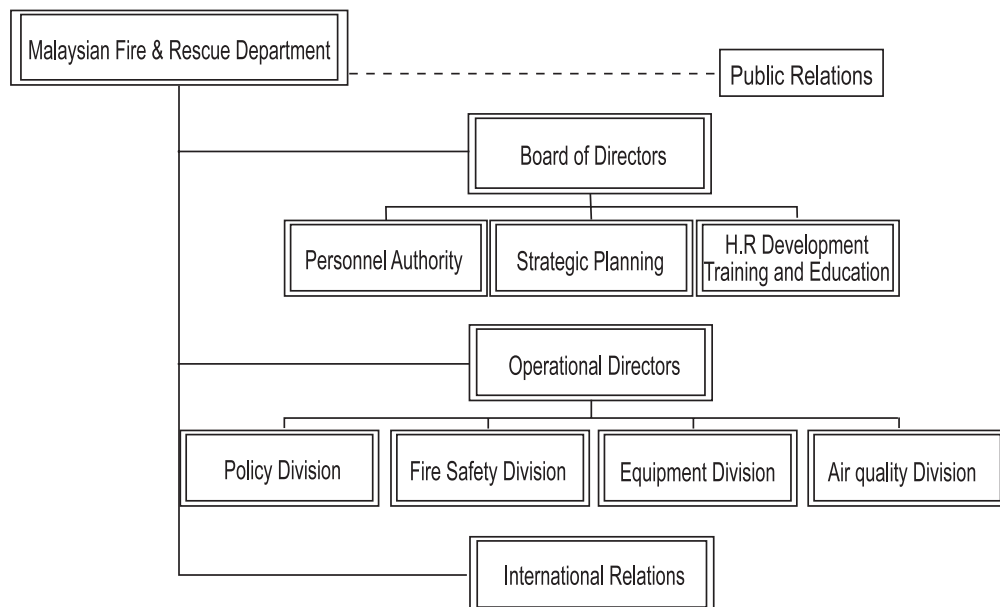 Malaysian Fire & Rescue Department
Public Relations
Board of Directors
Personnel Authority
Strategic Planning
H.R Development
Training and Education
Operational Directors
Policy Division
Fire Safety Division
Equipment Division
Air quality Division
International Relations